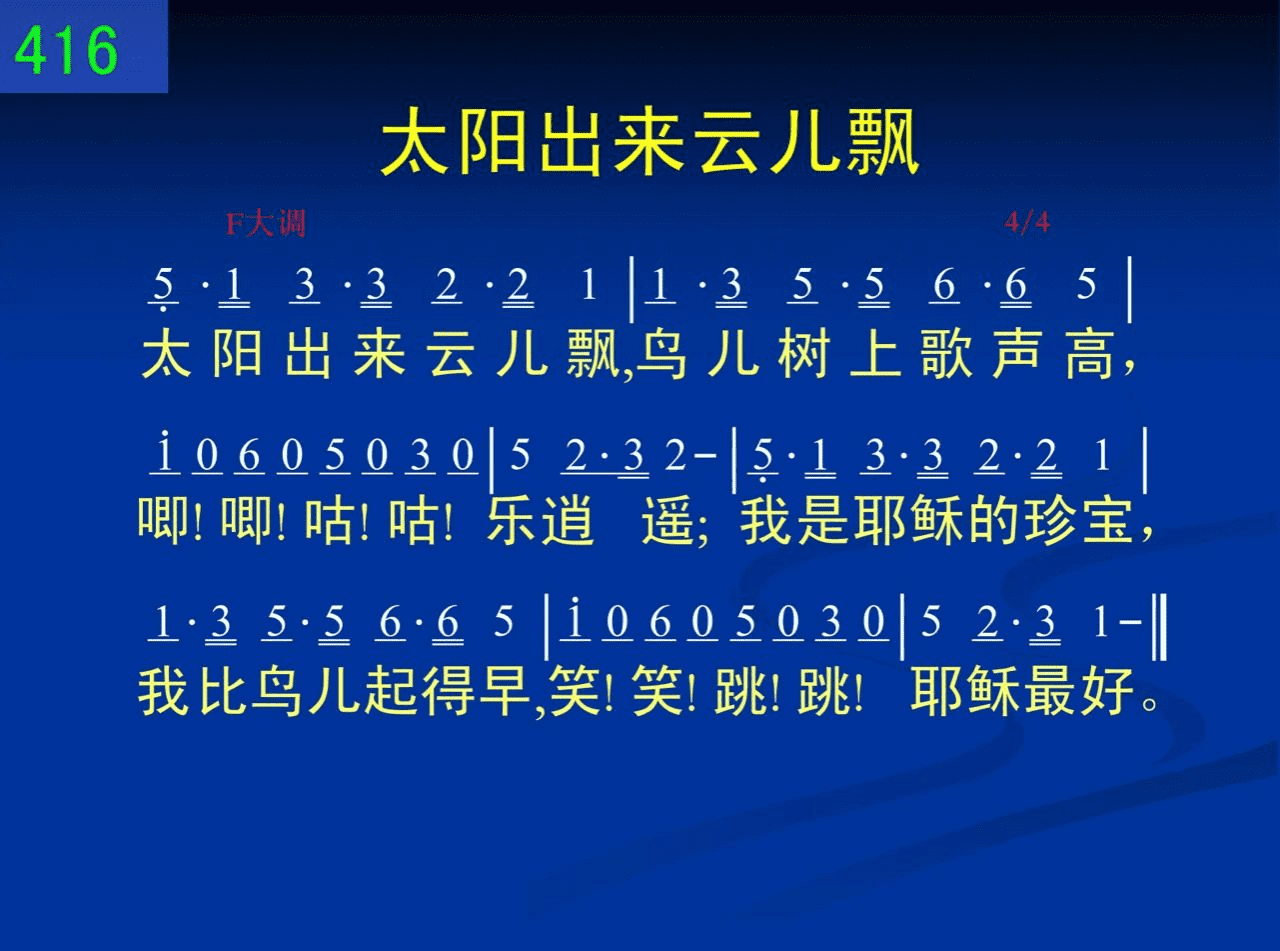 416
太阳出来云儿飘
F大调 4/4
5̣ · 1 3 · 3 2 · 2 1 | 1 · 3 5 · 5 6 · 6 5 |
太阳出来云儿飘,鸟儿树上歌声高，
i 0 6 0 5 0 3 0 | 5 2 · 3 2 – | 5̣ · 1 3 · 3 2 · 2 1 |
唧! 唧! 咕! 咕! 乐逍 遥; 我是耶稣的珍宝，
1 · 3 5 · 5 6 · 6 5 | i 0 6 0 5 0 3 0 | 5 2 · 3 1 – ‖
我比鸟儿起得早,笑! 笑! 跳! 跳! 耶稣最好。